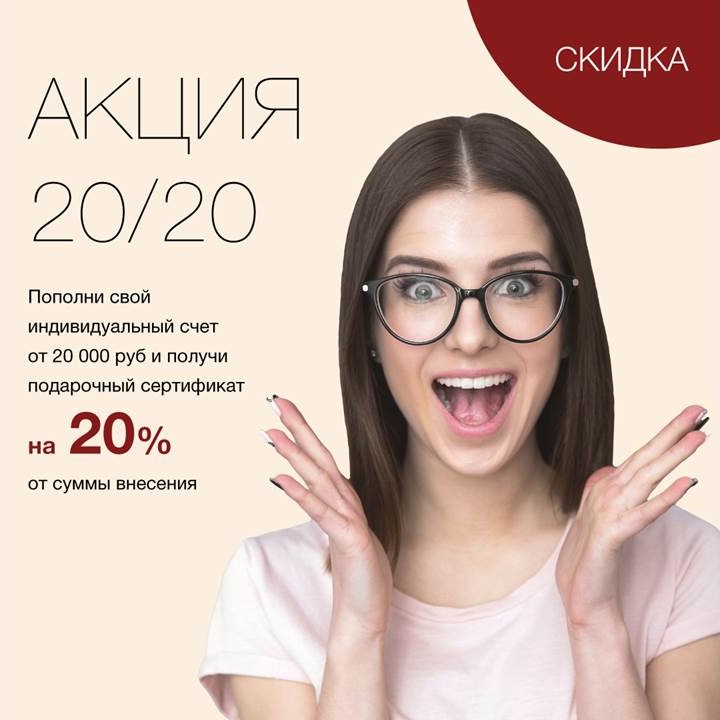 СКИДКА
АКЦИЯ
20/20
Пополни свой
индивидуальный счет
от 20 000 руб и получи
подарочный сертификат
на 20%
от суммы внесения